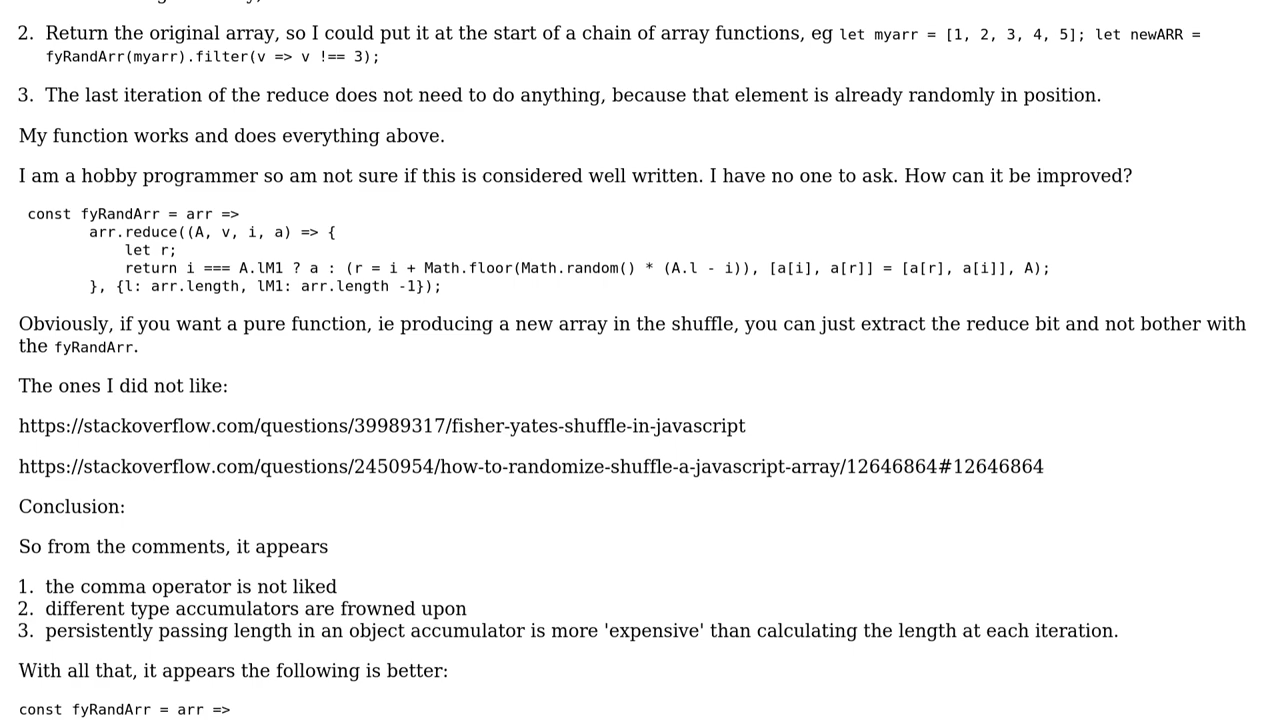 2. Return the original array, so I could put it at the start of a chain of array functions, eg let myarr = [1, 2, 3, 4, 5]; let newARR =
fyRandArr(myarr).filter(v => v !== 3);
3. The last iteration of the reduce does not need to do anything, because that element is already randomly in position.
My function works and does everything above.
I am a hobby programmer so am not sure if this is considered well written. I have no one to ask. How can it be improved?
const fyRandArr = arr =>
arr.reduce((A, v, i, a) => {
let r;
return i === A.lM1 ? a : (r = i + Math.floor(Math.random() * (A.l - i)), [a[i], a[r]] = [a[r], a[i]], A);
}, {l: arr.length, lM1: arr.length -1});
Obviously, if you want a pure function, ie producing a new array in the shuffle, you can just extract the reduce bit and not bother with
the fyRandArr.
The ones I did not like:
https://stackoverflow.com/questions/39989317/fisher-yates-shuffle-in-javascript
https://stackoverflow.com/questions/2450954/how-to-randomize-shuffle-a-javascript-array/12646864#12646864
Conclusion:
So from the comments, it appears
1. the comma operator is not liked
2. different type accumulators are frowned upon
3. persistently passing length in an object accumulator is more 'expensive' than calculating the length at each iteration.
With all that, it appears the following is better:
const fyRandArr = arr =>